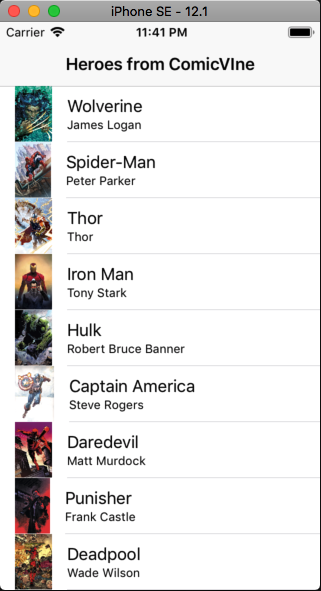 iPhone SE - 12.1
Carrier 11:41 PM
Heroes from ComicVIne
Wolverine
James Logan
Spider-Man
Peter Parker
Thor
Thor
Iron Man
Tony Stark
Hulk
Robert Bruce Banner
Captain America
Steve Rogers
Daredevil
Matt Murdock
Punisher
Frank Castle
Deadpool
Wade Wilson